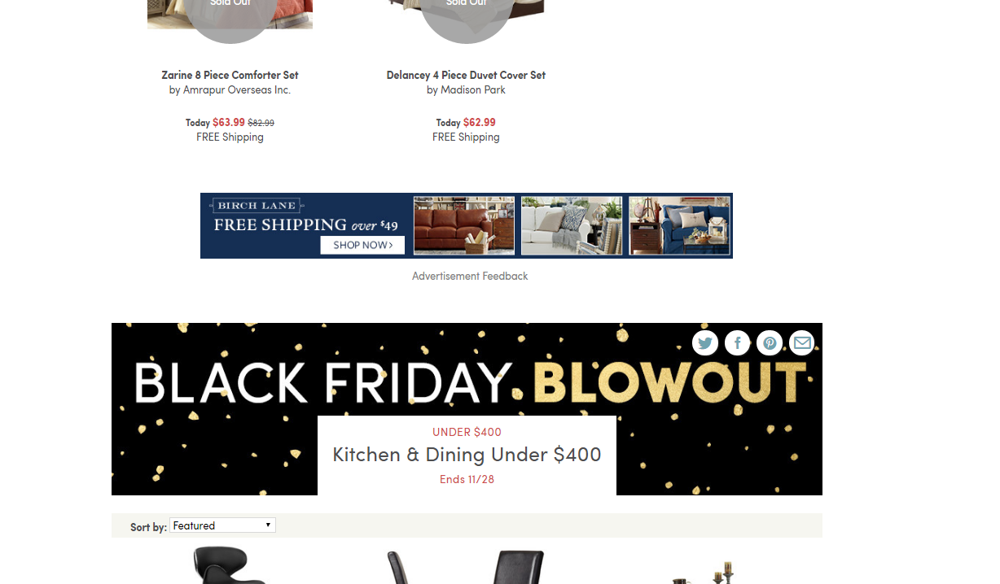 Sold Out
Sold Out
Zarine 8 Piece Comforter Set
by Amrapur Overseas Inc.
Today $63.99 $82.99
FREE Shipping
Delancey 4 Piece Duvet Cover Set
by Madison Park
Today $62.99
FREE Shipping
BIRCH LANE
FREE SHIPPING over $49
SHOP NOW >
Advertisement Feedback
BLACK FRIDAY BLOWOUT
UNDER $400
Kitchen & Dining Under $400
Ends 11/28
Sort by: Featured